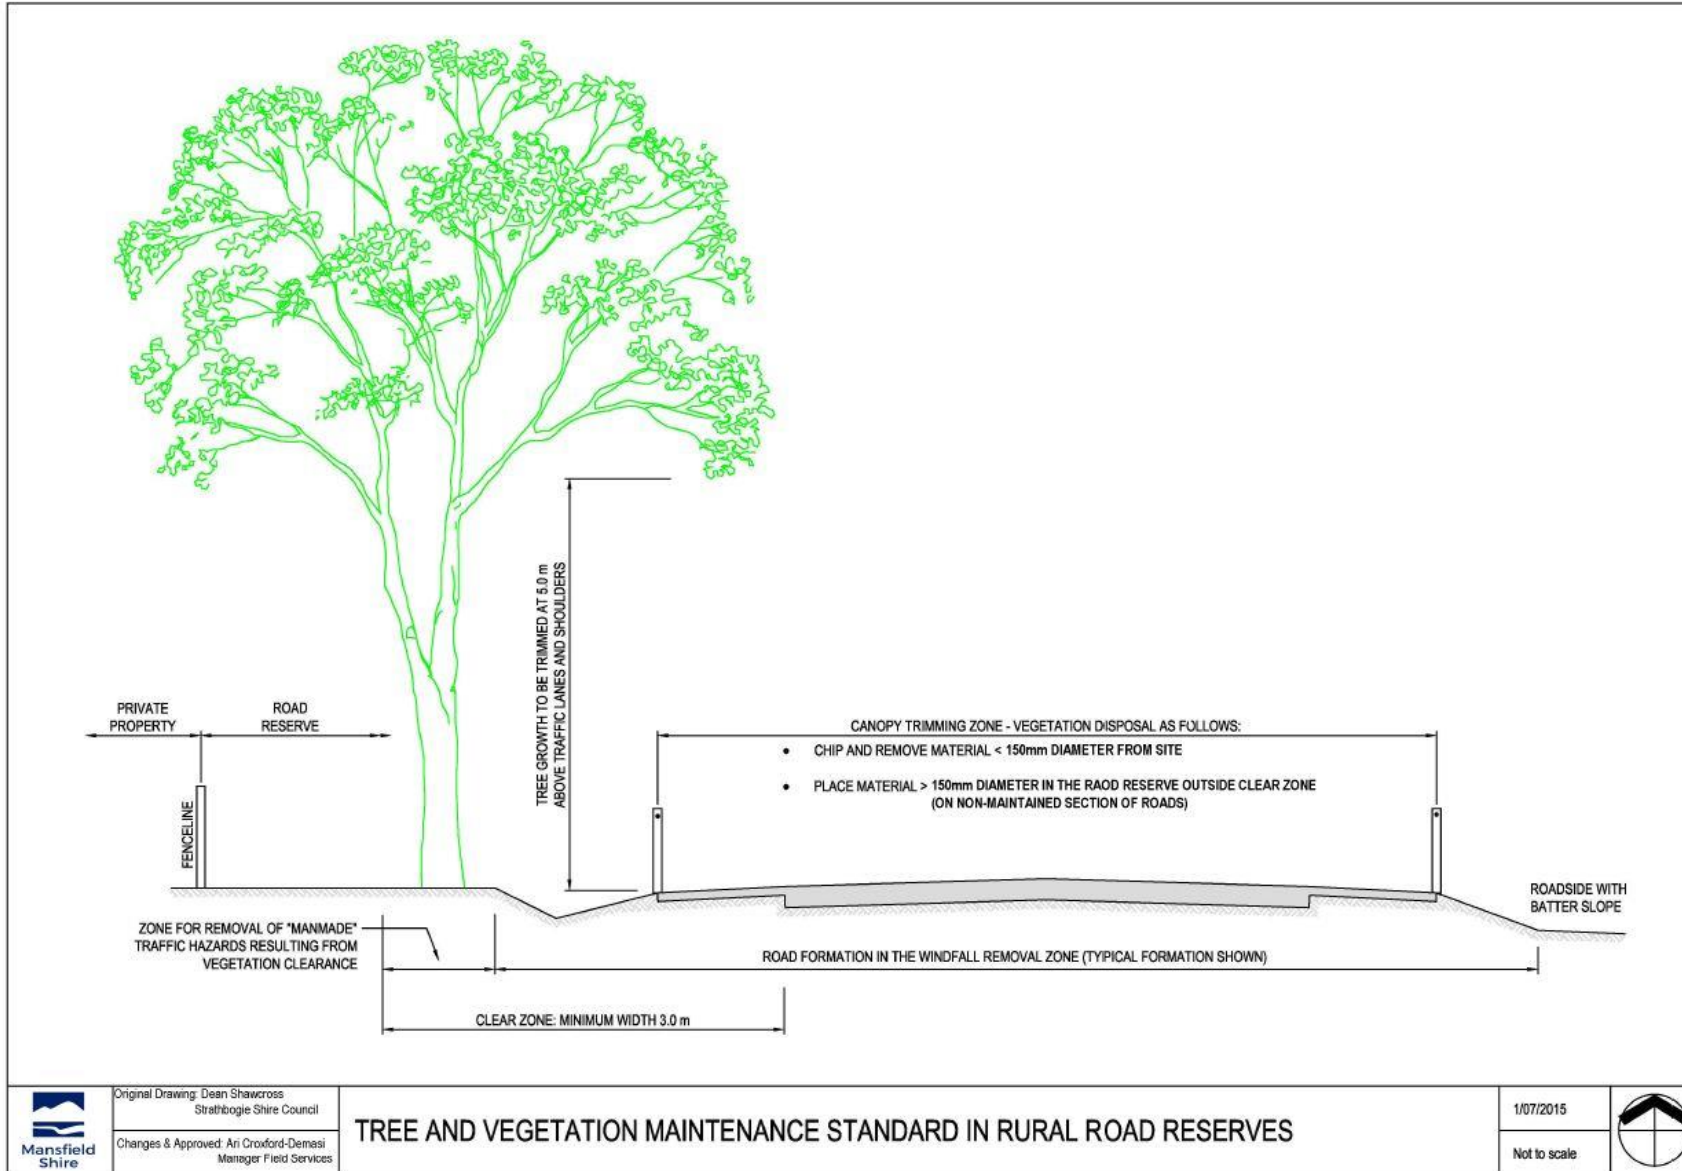 TREE GROWTH TO BE TRIMMED AT 5.0 m
ABOVE TRAFFIC LANES AND SHOULDERS
PRIVATE
PROPERTY
ROAD
RESERVE
FENCELINE
CANOPY TRIMMING ZONE - VEGETATION DISPOSAL AS FOLLOWS:
• CHIP AND REMOVE MATERIAL < 150mm DIAMETER FROM SITE
• PLACE MATERIAL > 150mm DIAMETER IN THE RAOD RESERVE OUTSIDE CLEAR ZONE
(ON NON-MAINTAINED SECTION OF ROADS)
ROADSIDE WITH
BATTER SLOPE
ZONE FOR REMOVAL OF "MANMADE"
TRAFFIC HAZARDS RESULTING FROM
VEGETATION CLEARANCE
ROAD FORMATION IN THE WINDFALL REMOVAL ZONE (TYPICAL FORMATION SHOWN)
CLEAR ZONE: MINIMUM WIDTH 3.0 m
Mansfield
Shire
Original Drawing: Dean Shawcross
Strathbogie Shire Council
Changes & Approved: Ari Croxford-Demasi
Manager Field Services
TREE AND VEGETATION MAINTENANCE STANDARD IN RURAL ROAD RESERVES
1/07/2015
Not to scale